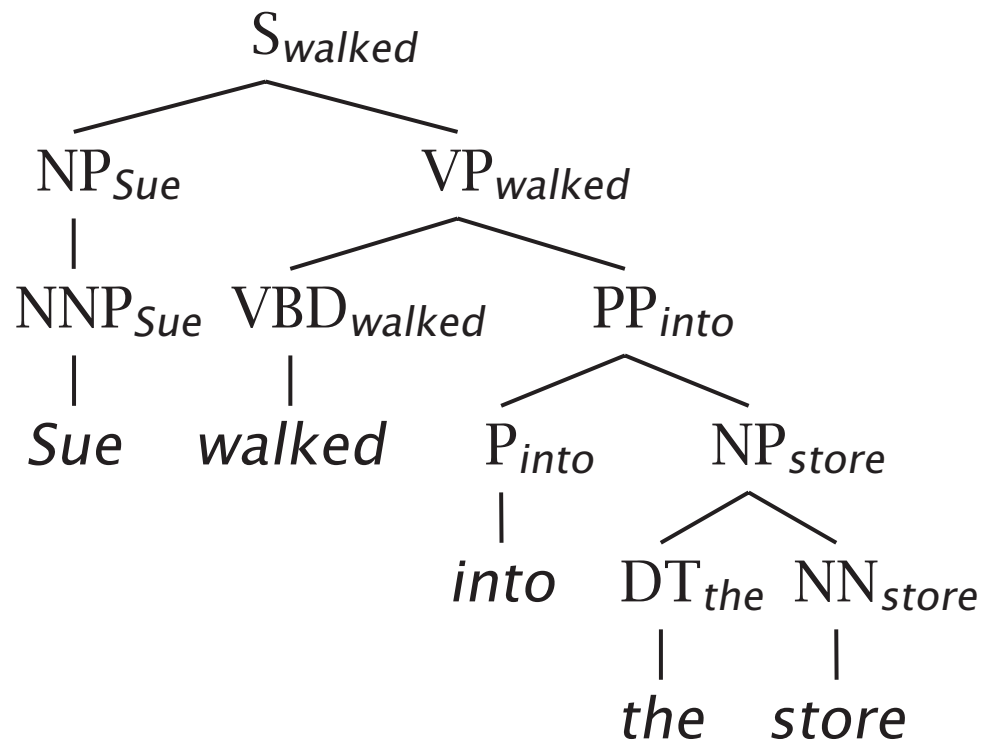 S walked
NP Sue VP walked
NNP Sue VBD walked PP into
Sue walked P into NP store
into DT the NN store
the store